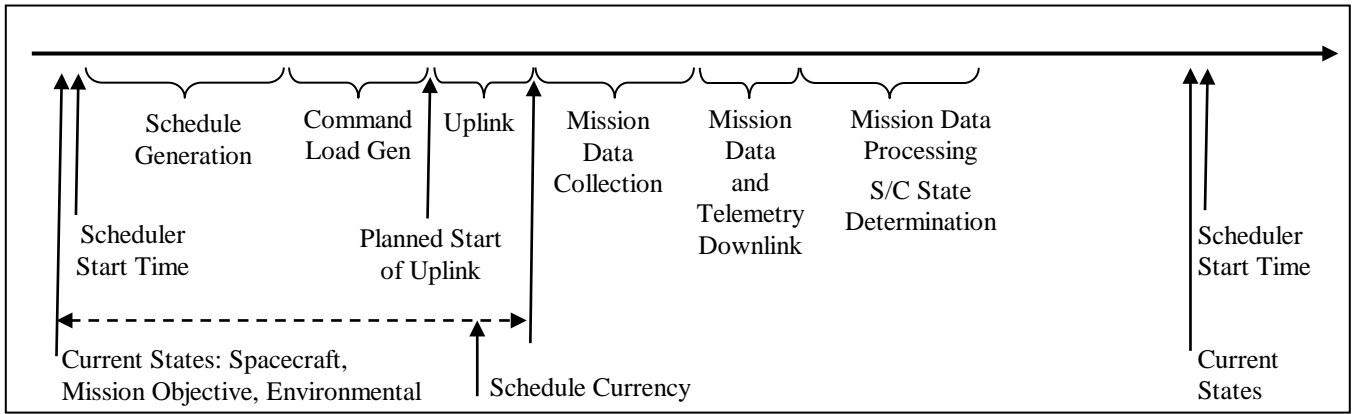 Schedule
Generation
Command
Load Gen
Uplink
Mission
Data
Collection
Mission
Data
and
Telemetry
Downlink
Mission Data
Processing
S/C State
Determination
Scheduler
Start Time
Planned Start
of Uplink
Scheduler
Start Time
Current States: Spacecraft,
Mission Objective, Environmental
Schedule Currency
Current
States